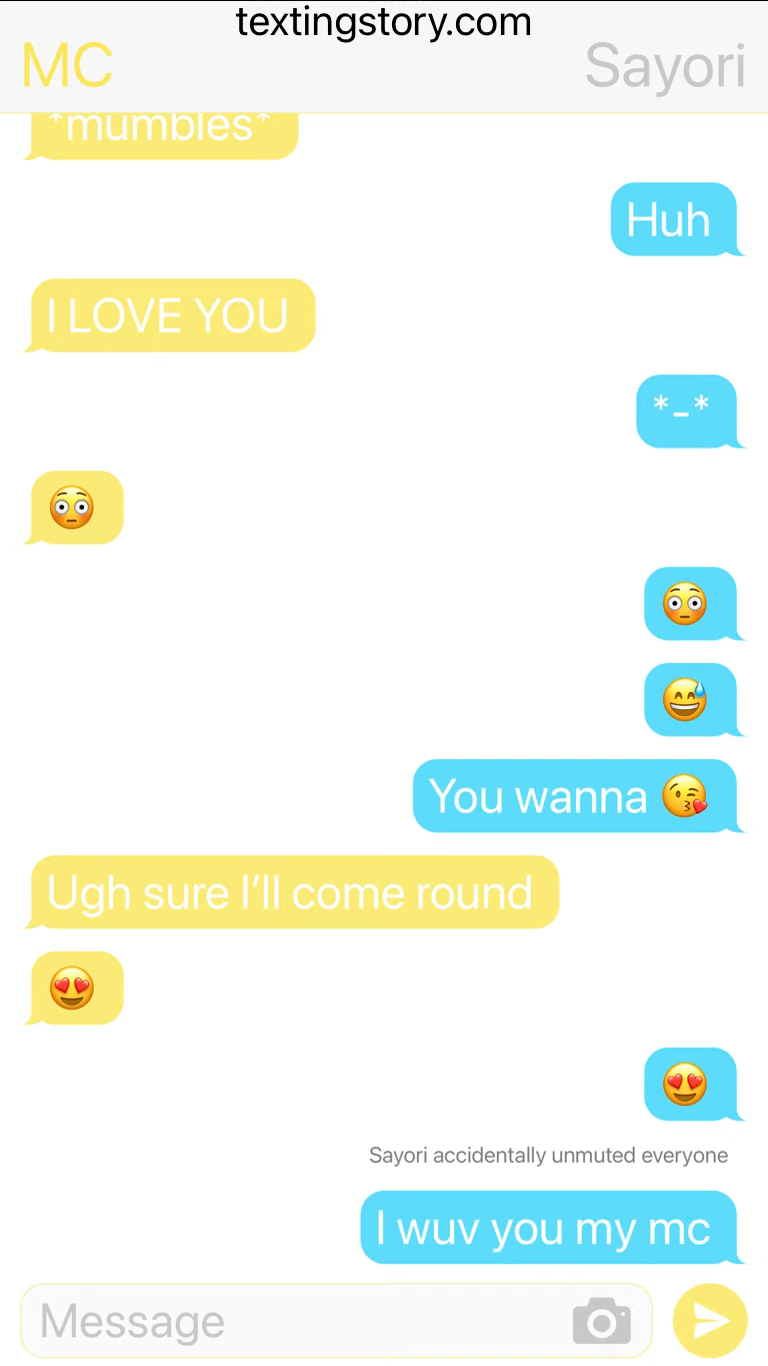 textingstory.com
MC
Sayori
*mumbles*
Huh
I LOVE YOU
*_*
😳
😳
😅
You wanna 😘
Ugh sure I’ll come round
😍
😍
Sayori accidentally unmuted everyone
I wuv you my mc
Message